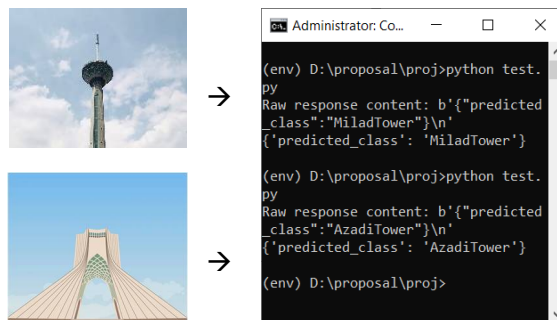 Administrator: Co...
(env) D:\proposal\proj>python test.
py
Raw response content: b'{"predicted
_class":"MiladTower"}\n'
{'predicted_class': 'MiladTower'}
(env) D:\proposal\proj>python test.
py
Raw response content: b'{"predicted
_class":"AzadiTower"}\n'
{'predicted_class': 'AzadiTower'}
(env) D:\proposal\proj>